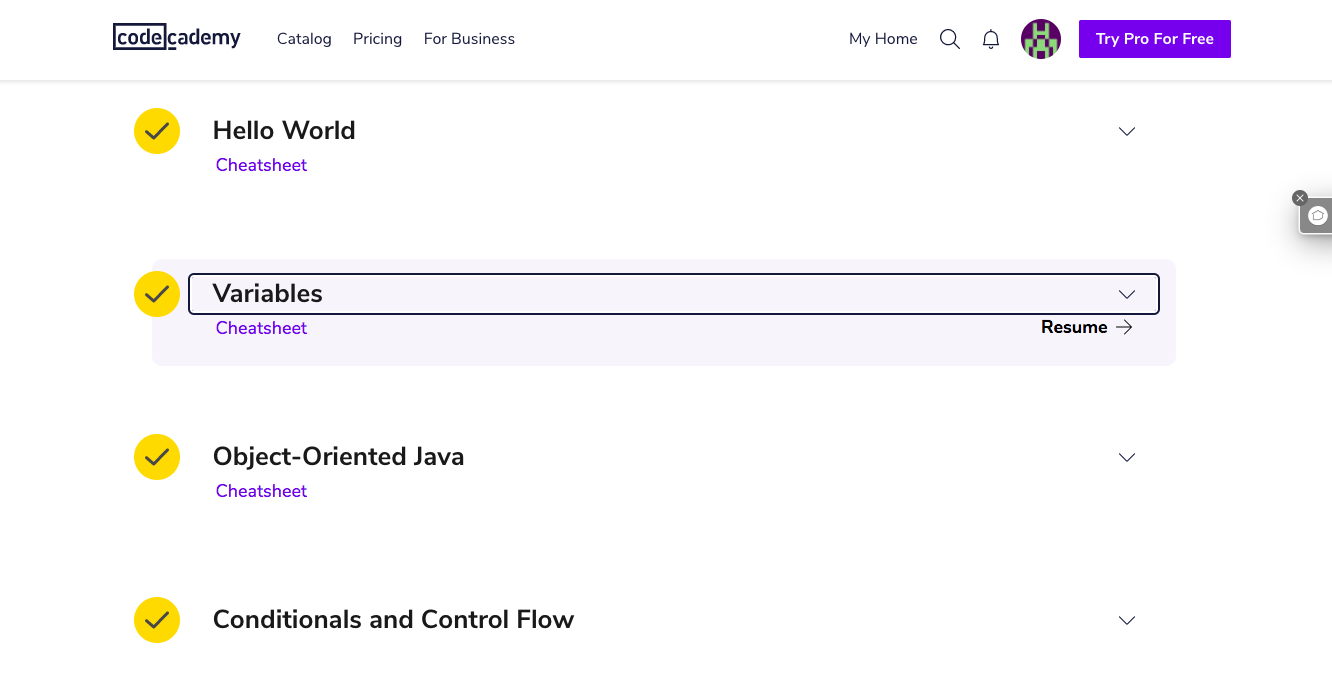 codecademy Catalog Pricing For Business My Home Try Pro For Free
Hello World
Cheatsheet
Variables
Cheatsheet Resume
Object-Oriented Java
Cheatsheet
Conditionals and Control Flow